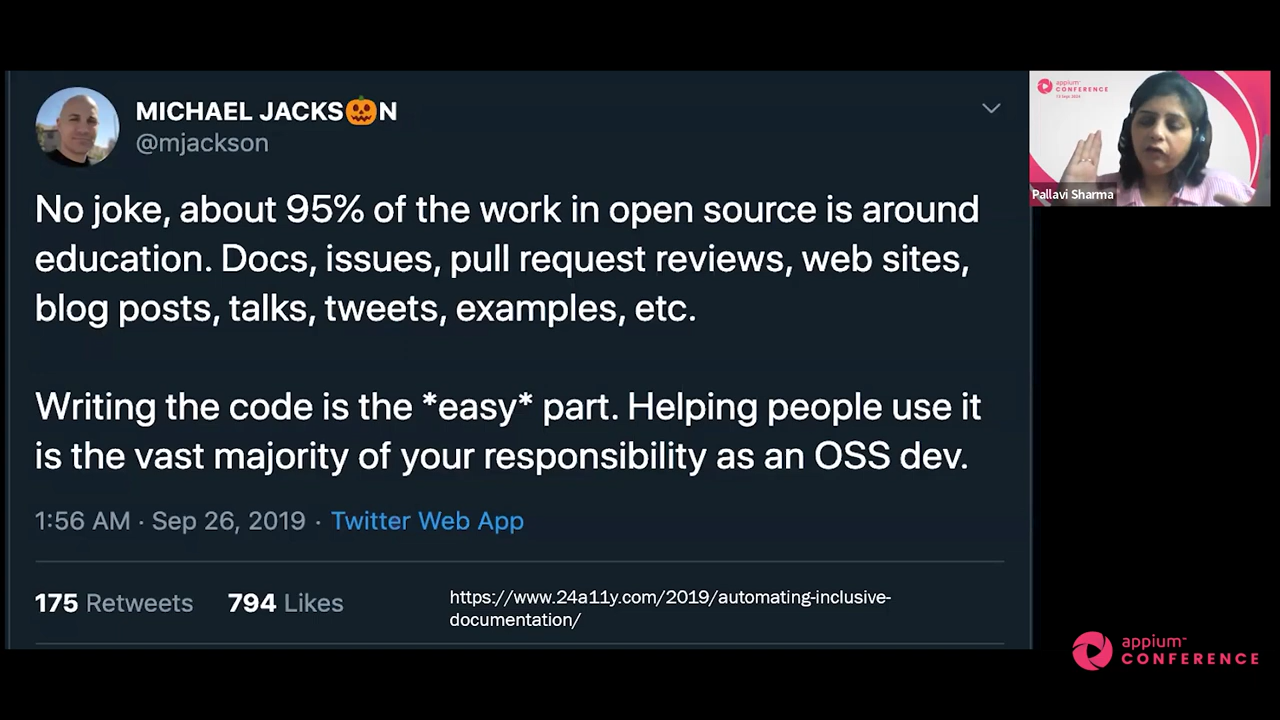 MICHAEL JACKS🎃N
@mjackson
No joke, about 95% of the work in open source is around
education. Docs, issues, pull request reviews, web sites,
blog posts, talks, tweets, examples, etc.
Writing the code is the *easy* part. Helping people use it
is the vast majority of your responsibility as an OSS dev.
1:56 AM · Sep 26, 2019 · Twitter Web App
175 Retweets 794 Likes
https://www.24a11y.com/2019/automating-inclusive-
documentation/
appium
CONFERENCE
Pallavi Sharma
appium
CONFERENCE